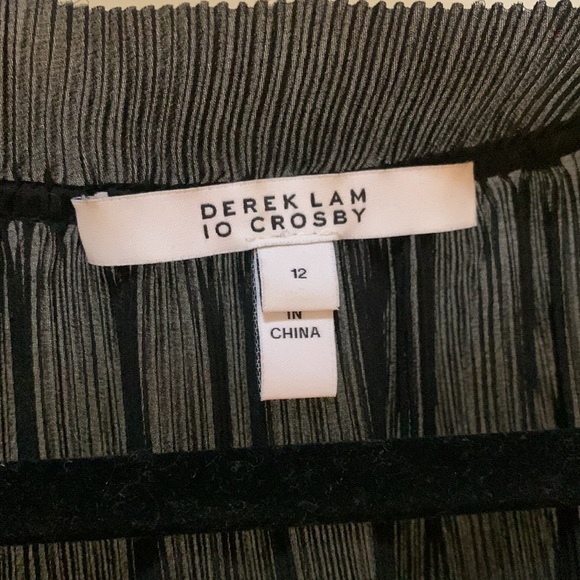 DEREK LAM
10 CROSBY
12
IN
CHINA